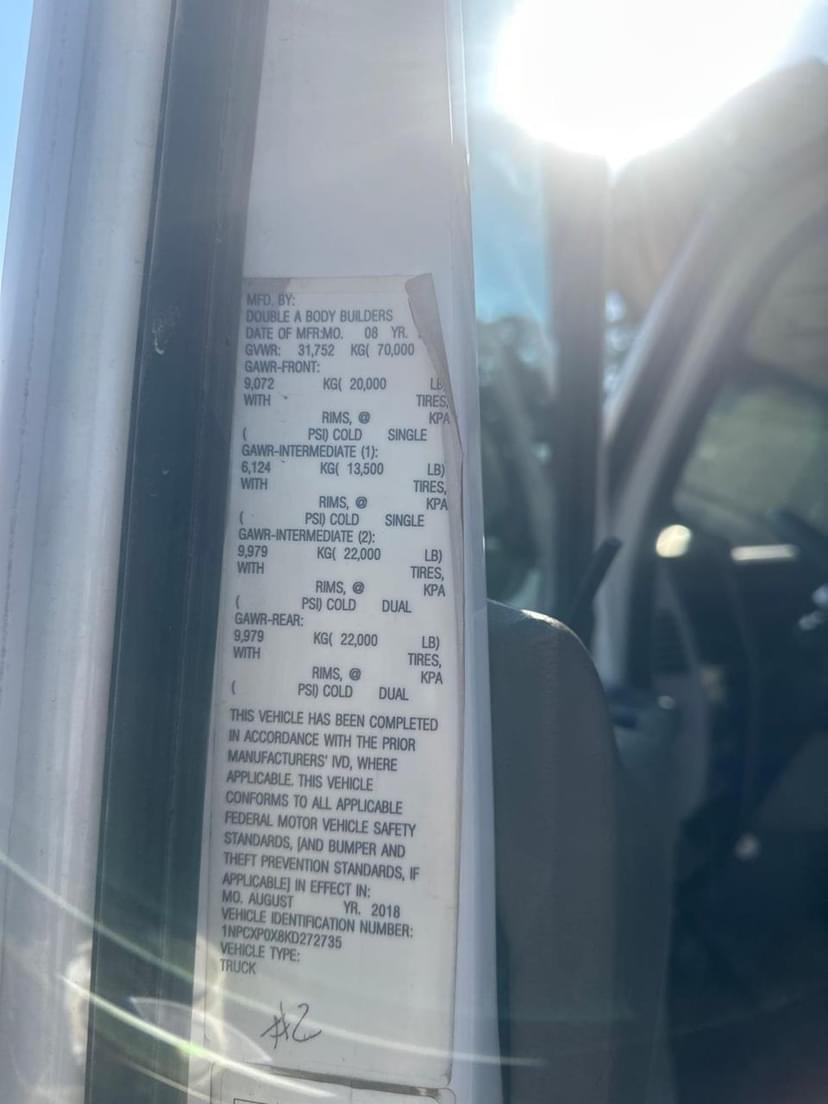 MFD. BY:
DOUBLE A BODY BUILDERS
DATE OF MFR:MO. 08 YR.
GVWR: 31,752 KG( 70,000
GAWR-FRONT:
9,072 KG( 20,000 LB)
WITH TIRES,
RIMS, @ KPA
( PSI) COLD SINGLE
GAWR-INTERMEDIATE (1):
6,124 KG( 13,500 LB)
WITH TIRES,
RIMS, @ KPA
( PSI) COLD SINGLE
GAWR-INTERMEDIATE (2):
9,979 KG( 22,000 LB)
WITH TIRES,
RIMS, @ KPA
( PSI) COLD DUAL
GAWR-REAR:
9,979 KG( 22,000 LB)
WITH TIRES,
RIMS, @ KPA
( PSI) COLD DUAL
THIS VEHICLE HAS BEEN COMPLETED
IN ACCORDANCE WITH THE PRIOR
MANUFACTURERS' IVD, WHERE
APPLICABLE. THIS VEHICLE
CONFORMS TO ALL APPLICABLE
FEDERAL MOTOR VEHICLE SAFETY
STANDARDS, [AND BUMPER AND
THEFT PREVENTION STANDARDS, IF
APPLICABLE] IN EFFECT IN:
MO. AUGUST YR. 2018
VEHICLE IDENTIFICATION NUMBER:
1NPCXP0X8KD272735
VEHICLE TYPE:
TRUCK
#2